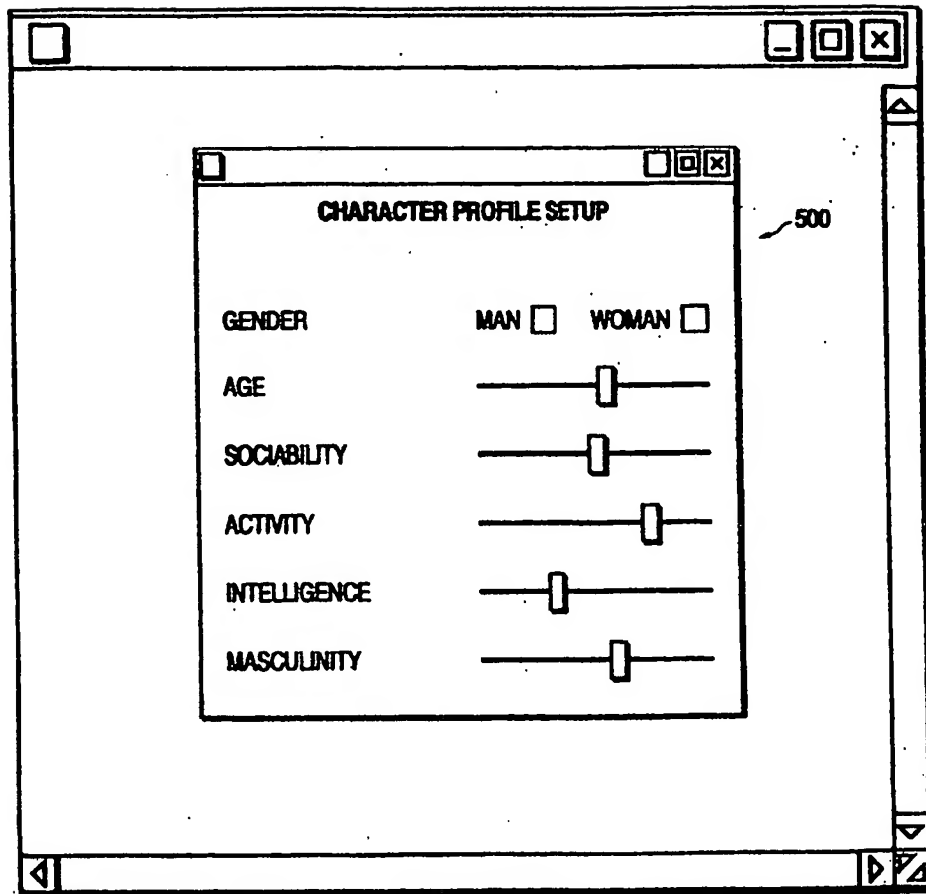 CHARACTER PROFILE SETUP
500
GENDER MAN WOMAN
AGE
SOCIABILITY
ACTIVITY
INTELLIGENCE
MASCULINITY